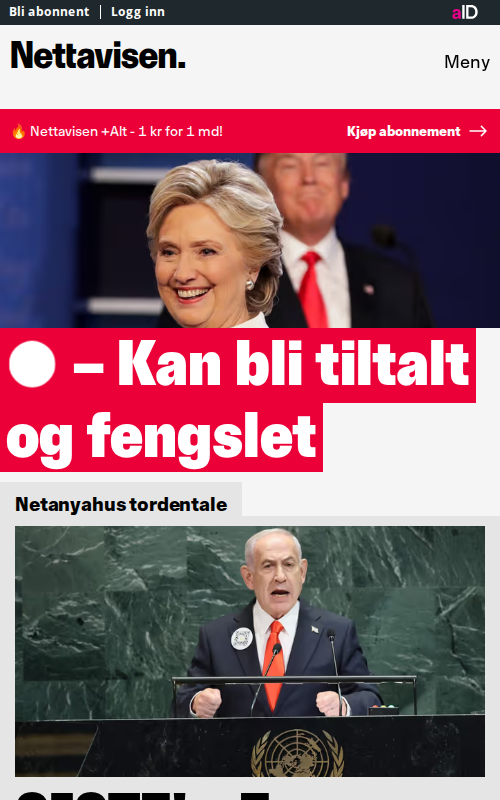 Bli abonnent | Logg inn
aID
Nettavisen.
Meny
🔥 Nettavisen +Alt - 1 kr for 1 md!
Kjøp abonnement →
– Kan bli tiltalt
og fengslet
Netanyahus tordentale